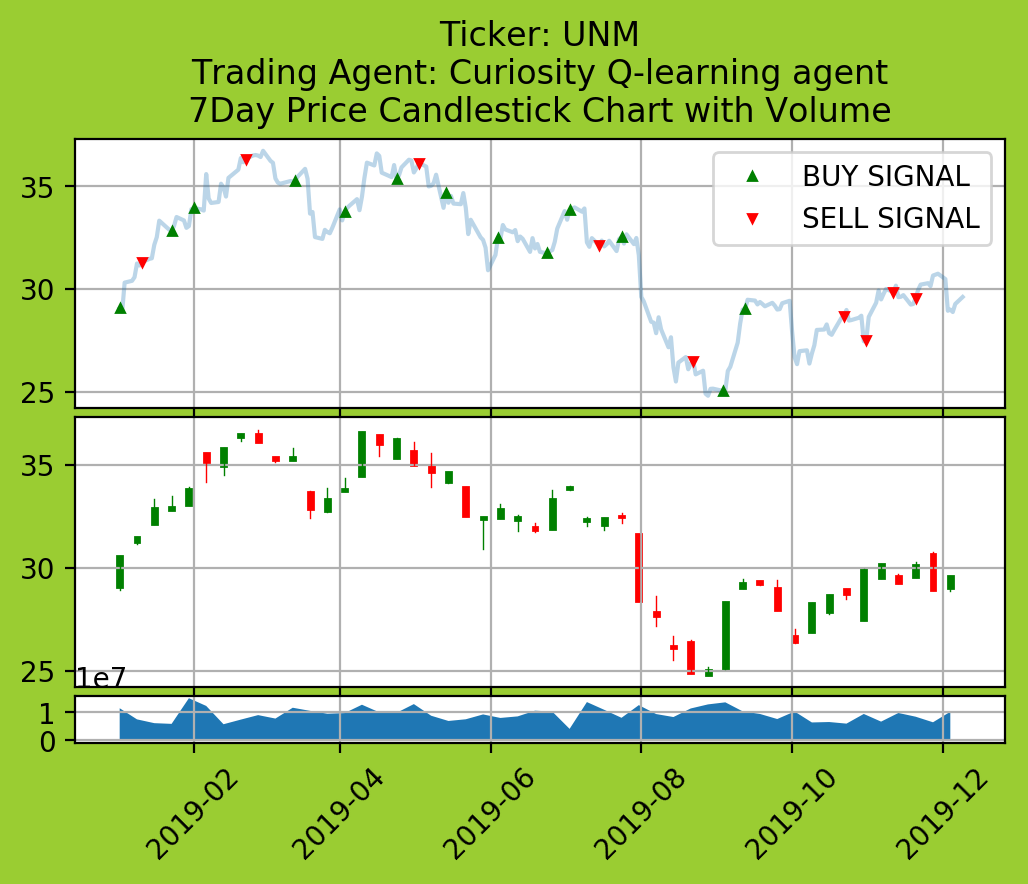 Ticker: UNM
Trading Agent: Curiosity Q-learning agent
7Day Price Candlestick Chart with Volume
BUY SIGNAL
SELL SIGNAL
35
30
25
35
30
25
1e7
1
0
2019-02
2019-04
2019-06
2019-08
2019-10
2019-12